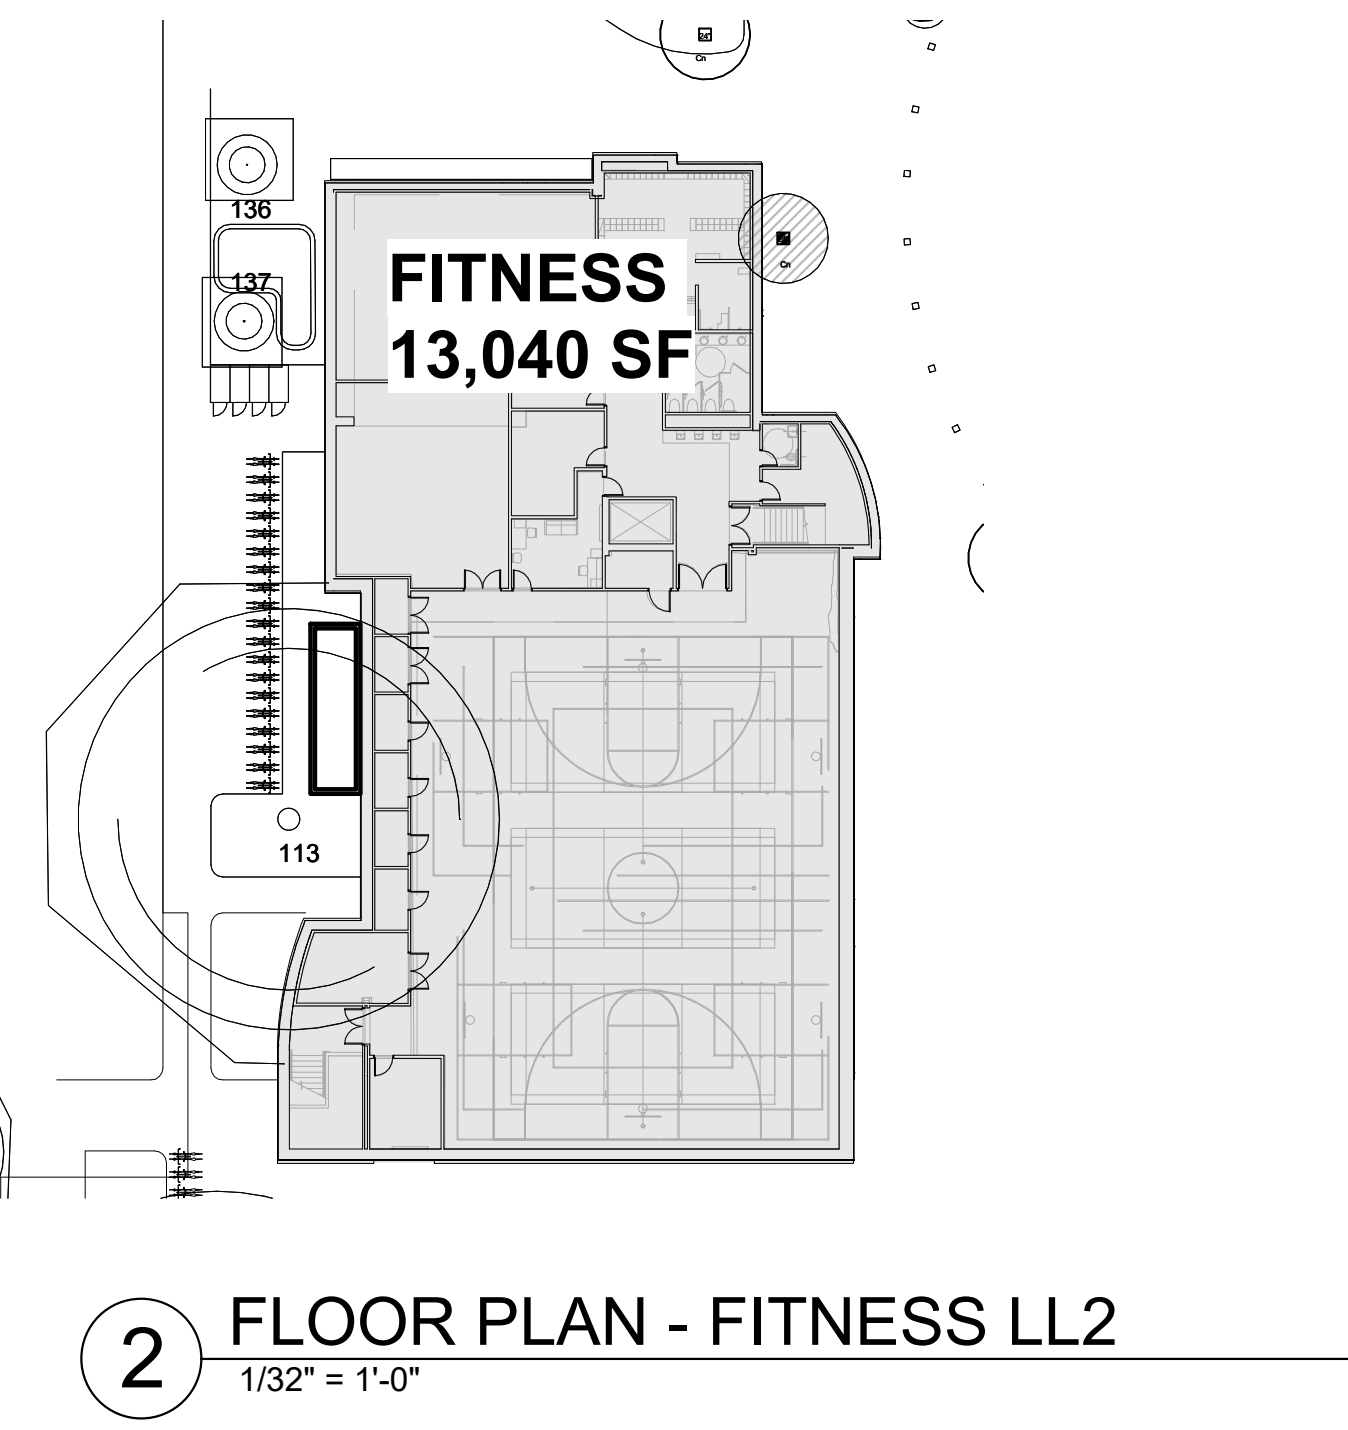 24"
Cn
136
Cn
137
FITNESS
13,040 SF
113
2
FLOOR PLAN - FITNESS LL2
1/32" = 1'-0"